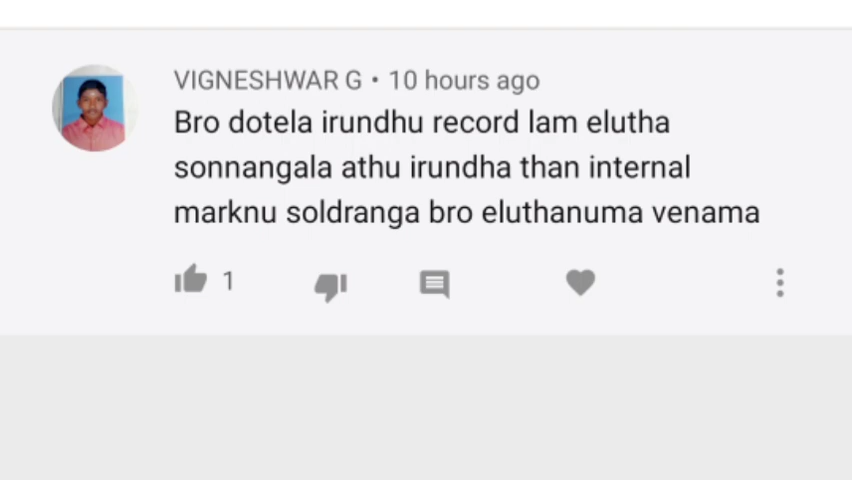 VIGNESHWAR G • 10 hours ago
Bro dotela irundhu record lam elutha
sonnangala athu irundha than internal
marknu soldranga bro eluthanuma venama
1